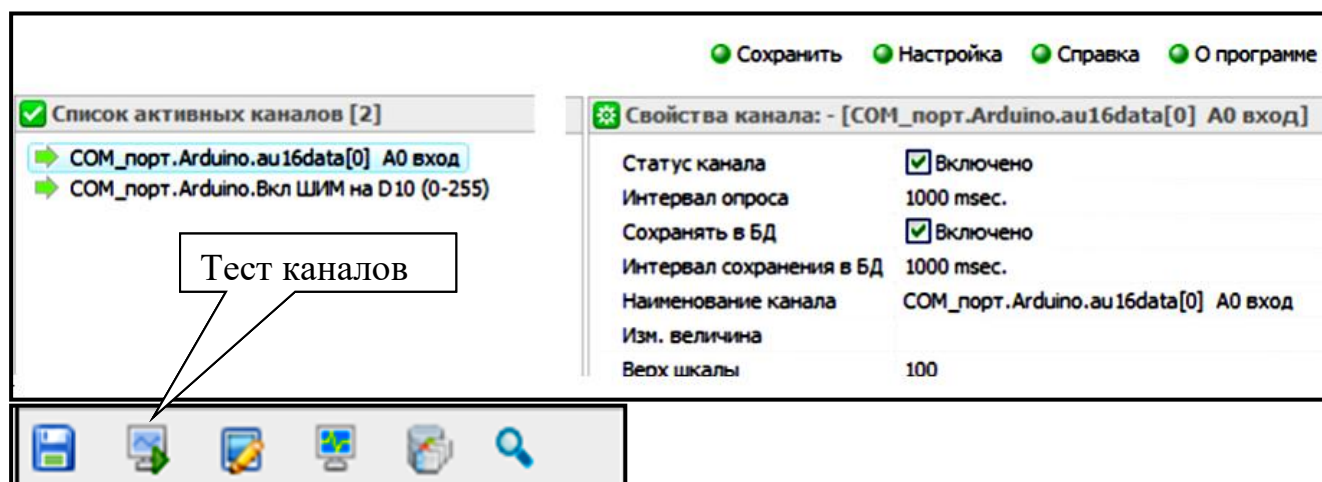 Сохранить Настройка Справка О программе
Список активных каналов [2]
COM_порт.Arduino.au16data[0] A0 вход
COM_порт.Arduino.Вкл ШИМ на D10 (0-255)
Тест каналов
Свойства канала: - [COM_порт.Arduino.au16data[0] A0 вход]
Статус канала Включено
Интервал опроса 1000 msec.
Сохранять в БД Включено
Интервал сохранения в БД 1000 msec.
Наименование канала COM_порт.Arduino.au16data[0] A0 вход
Изм. величина
Верх шкалы 100